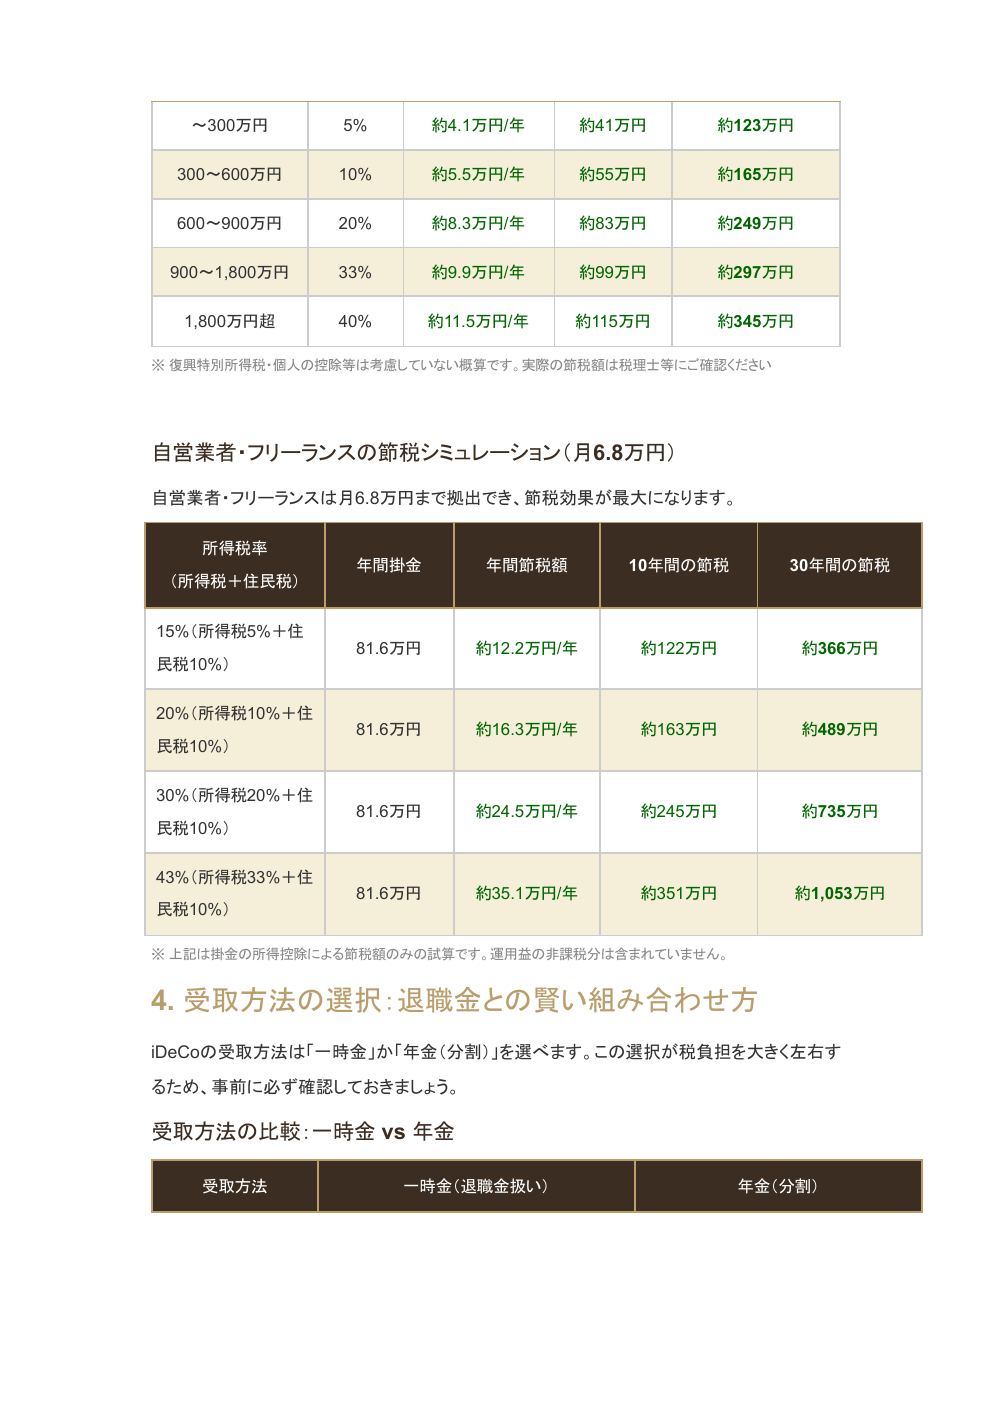 ～300万円 5% 約4.1万円/年 約41万円 約123万円
300～600万円 10% 約5.5万円/年 約55万円 約165万円
600～900万円 20% 約8.3万円/年 約83万円 約249万円
900～1,800万円 33% 約9.9万円/年 約99万円 約297万円
1,800万円超 40% 約11.5万円/年 約115万円 約345万円
※ 復興特別所得税・個人の控除等は考慮していない概算です。実際の節税額は税理士等にご確認ください
自営業者・フリーランスの節税シミュレーション（月6.8万円）
自営業者・フリーランスは月6.8万円まで拠出でき、節税効果が最大になります。
所得税率
（所得税＋住民税） 年間掛金 年間節税額 10年間の節税 30年間の節税
15%（所得税5%＋住
民税10%） 81.6万円 約12.2万円/年 約122万円 約366万円
20%（所得税10%＋住
民税10%） 81.6万円 約16.3万円/年 約163万円 約489万円
30%（所得税20%＋住
民税10%） 81.6万円 約24.5万円/年 約245万円 約735万円
43%（所得税33%＋住
民税10%） 81.6万円 約35.1万円/年 約351万円 約1,053万円
※ 上記は掛金の所得控除による節税額のみの試算です。運用益の非課税分は含まれていません。
4. 受取方法の選択：退職金との賢い組み合わせ方
iDeCoの受取方法は「一時金」か「年金（分割）」を選べます。この選択が税負担を大きく左右す
るため、事前に必ず確認しておきましょう。
受取方法の比較：一時金 vs 年金
受取方法 一時金（退職金扱い） 年金（分割）